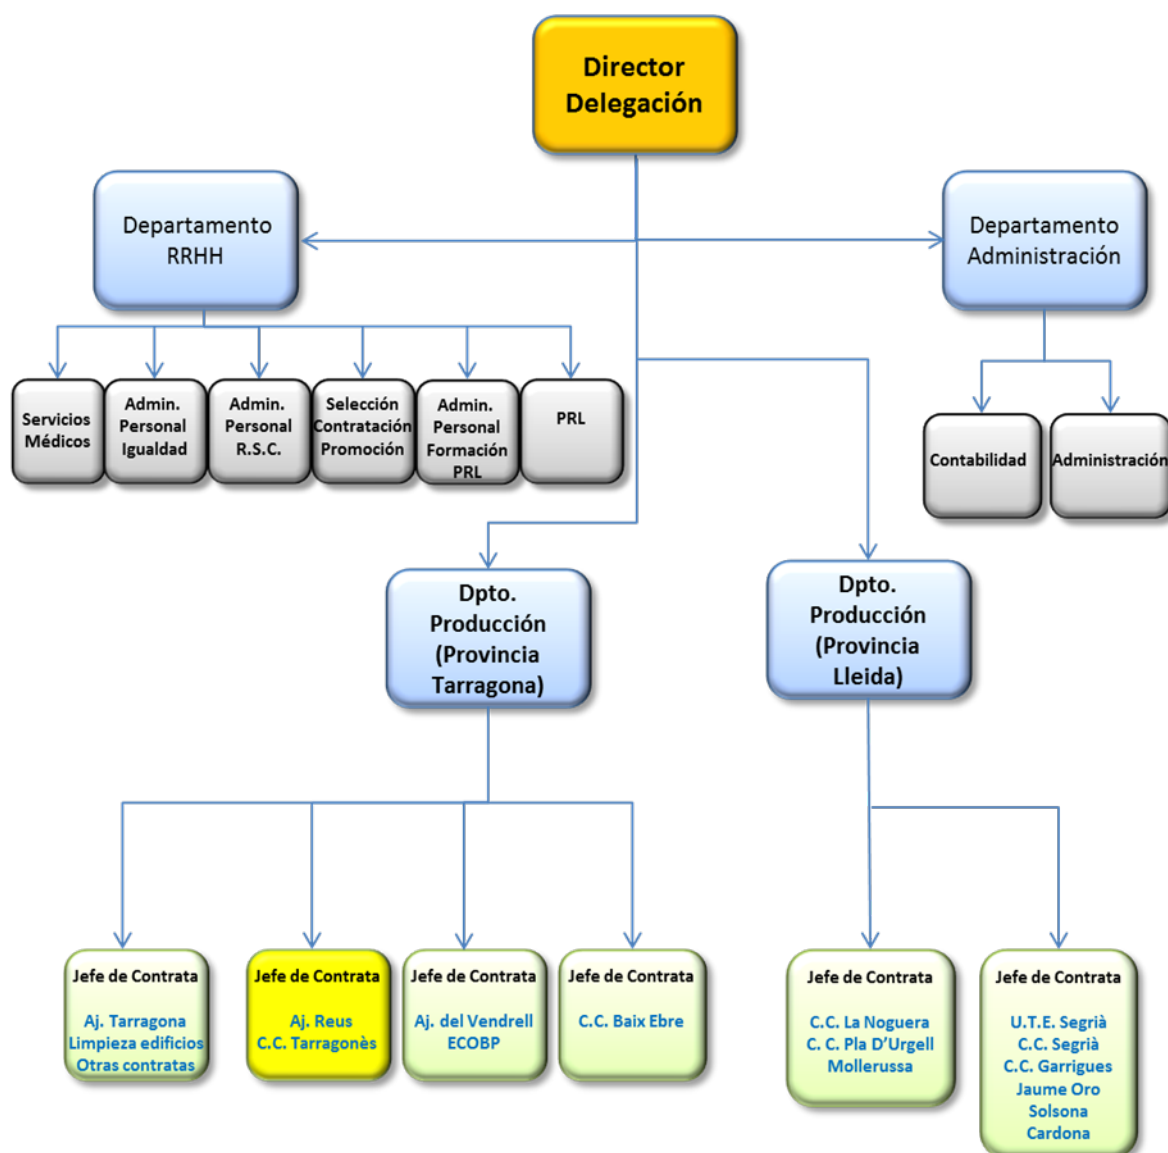 Director
Delegación
Departamento
RRHH
Departamento
Administración
Servicios
Médicos
Admin.
Personal
Igualdad
Admin.
Personal
R.S.C.
Selección
Contratación
Promoción
Admin.
Personal
Formación
PRL
PRL
Contabilidad
Administración
Dpto.
Producción
(Provincia
Tarragona)
Dpto.
Producción
(Provincia
Lleida)
Jefe de Contrata
Aj. Tarragona
Limpieza edificios
Otras contratas
Jefe de Contrata
Aj. Reus
C.C. Tarragonès
Jefe de Contrata
Aj. del Vendrell
ECOBP
Jefe de Contrata
C.C. Baix Ebre
Jefe de Contrata
C.C. La Noguera
C. C. Pla D'Urgell
Mollerussa
Jefe de Contrata
U.T.E. Segrià
C.C. Segrià
C.C. Garrigues
Jaume Oro
Solsona
Cardona